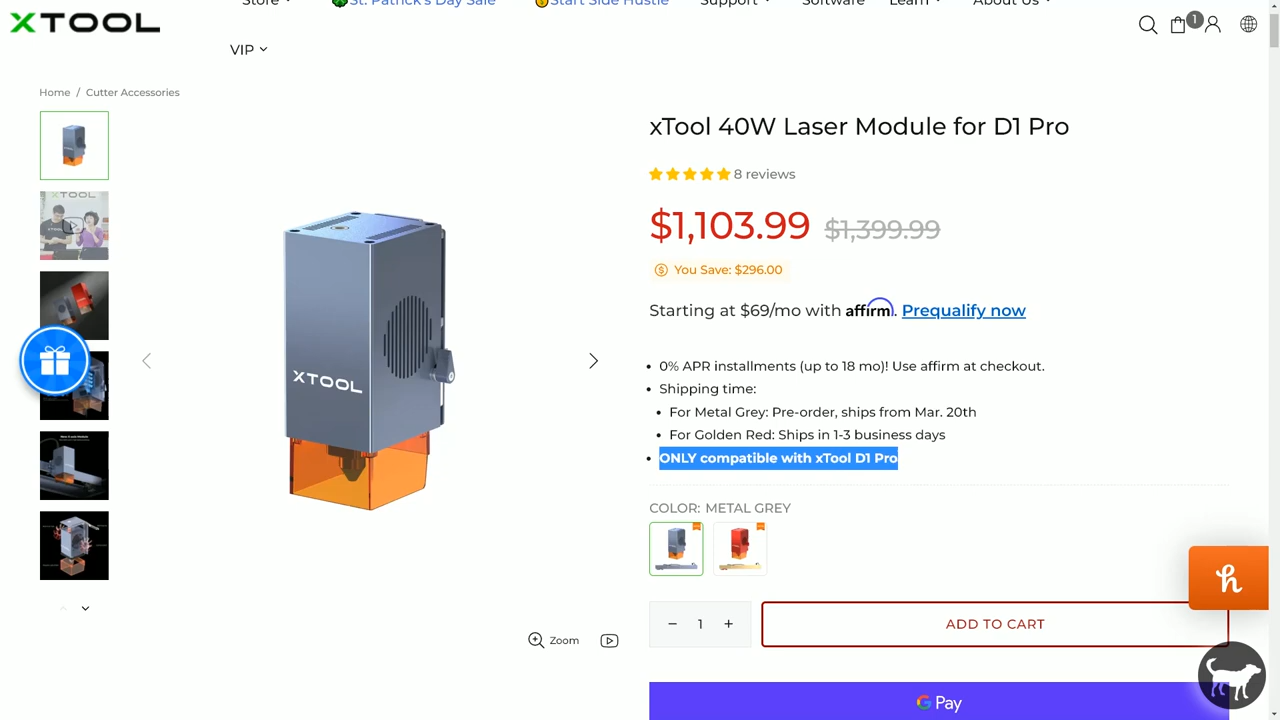 Store
St. Patrick's Day Sale
Start Side Hustle
Support
Software
Learn
About Us
XTOOL
1
VIP
Home / Cutter Accessories
xTool 40W Laser Module for D1 Pro
8 reviews
$1,103.99 $1,399.99
You Save: $296.00
Starting at $69/mo with affirm. Prequalify now
• 0% APR installments (up to 18 mo)! Use affirm at checkout.
• Shipping time:
• For Metal Grey: Pre-order, ships from Mar. 20th
• For Golden Red: Ships in 1-3 business days
• ONLY compatible with xTool D1 Pro
COLOR: METAL GREY
XTOOL
XTOOL
− 1 +
ADD TO CART
Zoom
G Pay